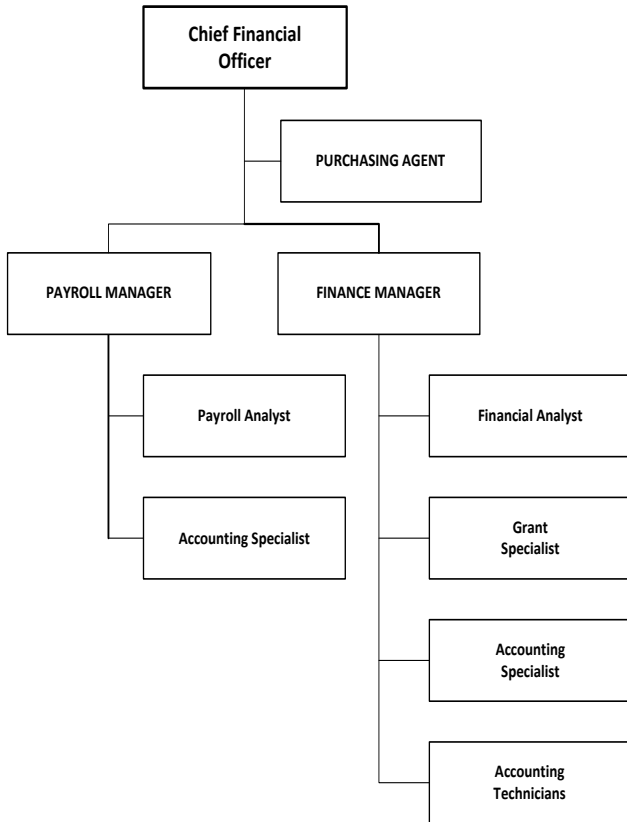 Chief Financial
Officer
PURCHASING AGENT
PAYROLL MANAGER
FINANCE MANAGER
Payroll Analyst
Financial Analyst
Accounting Specialist
Grant
Specialist
Accounting
Specialist
Accounting
Technicians